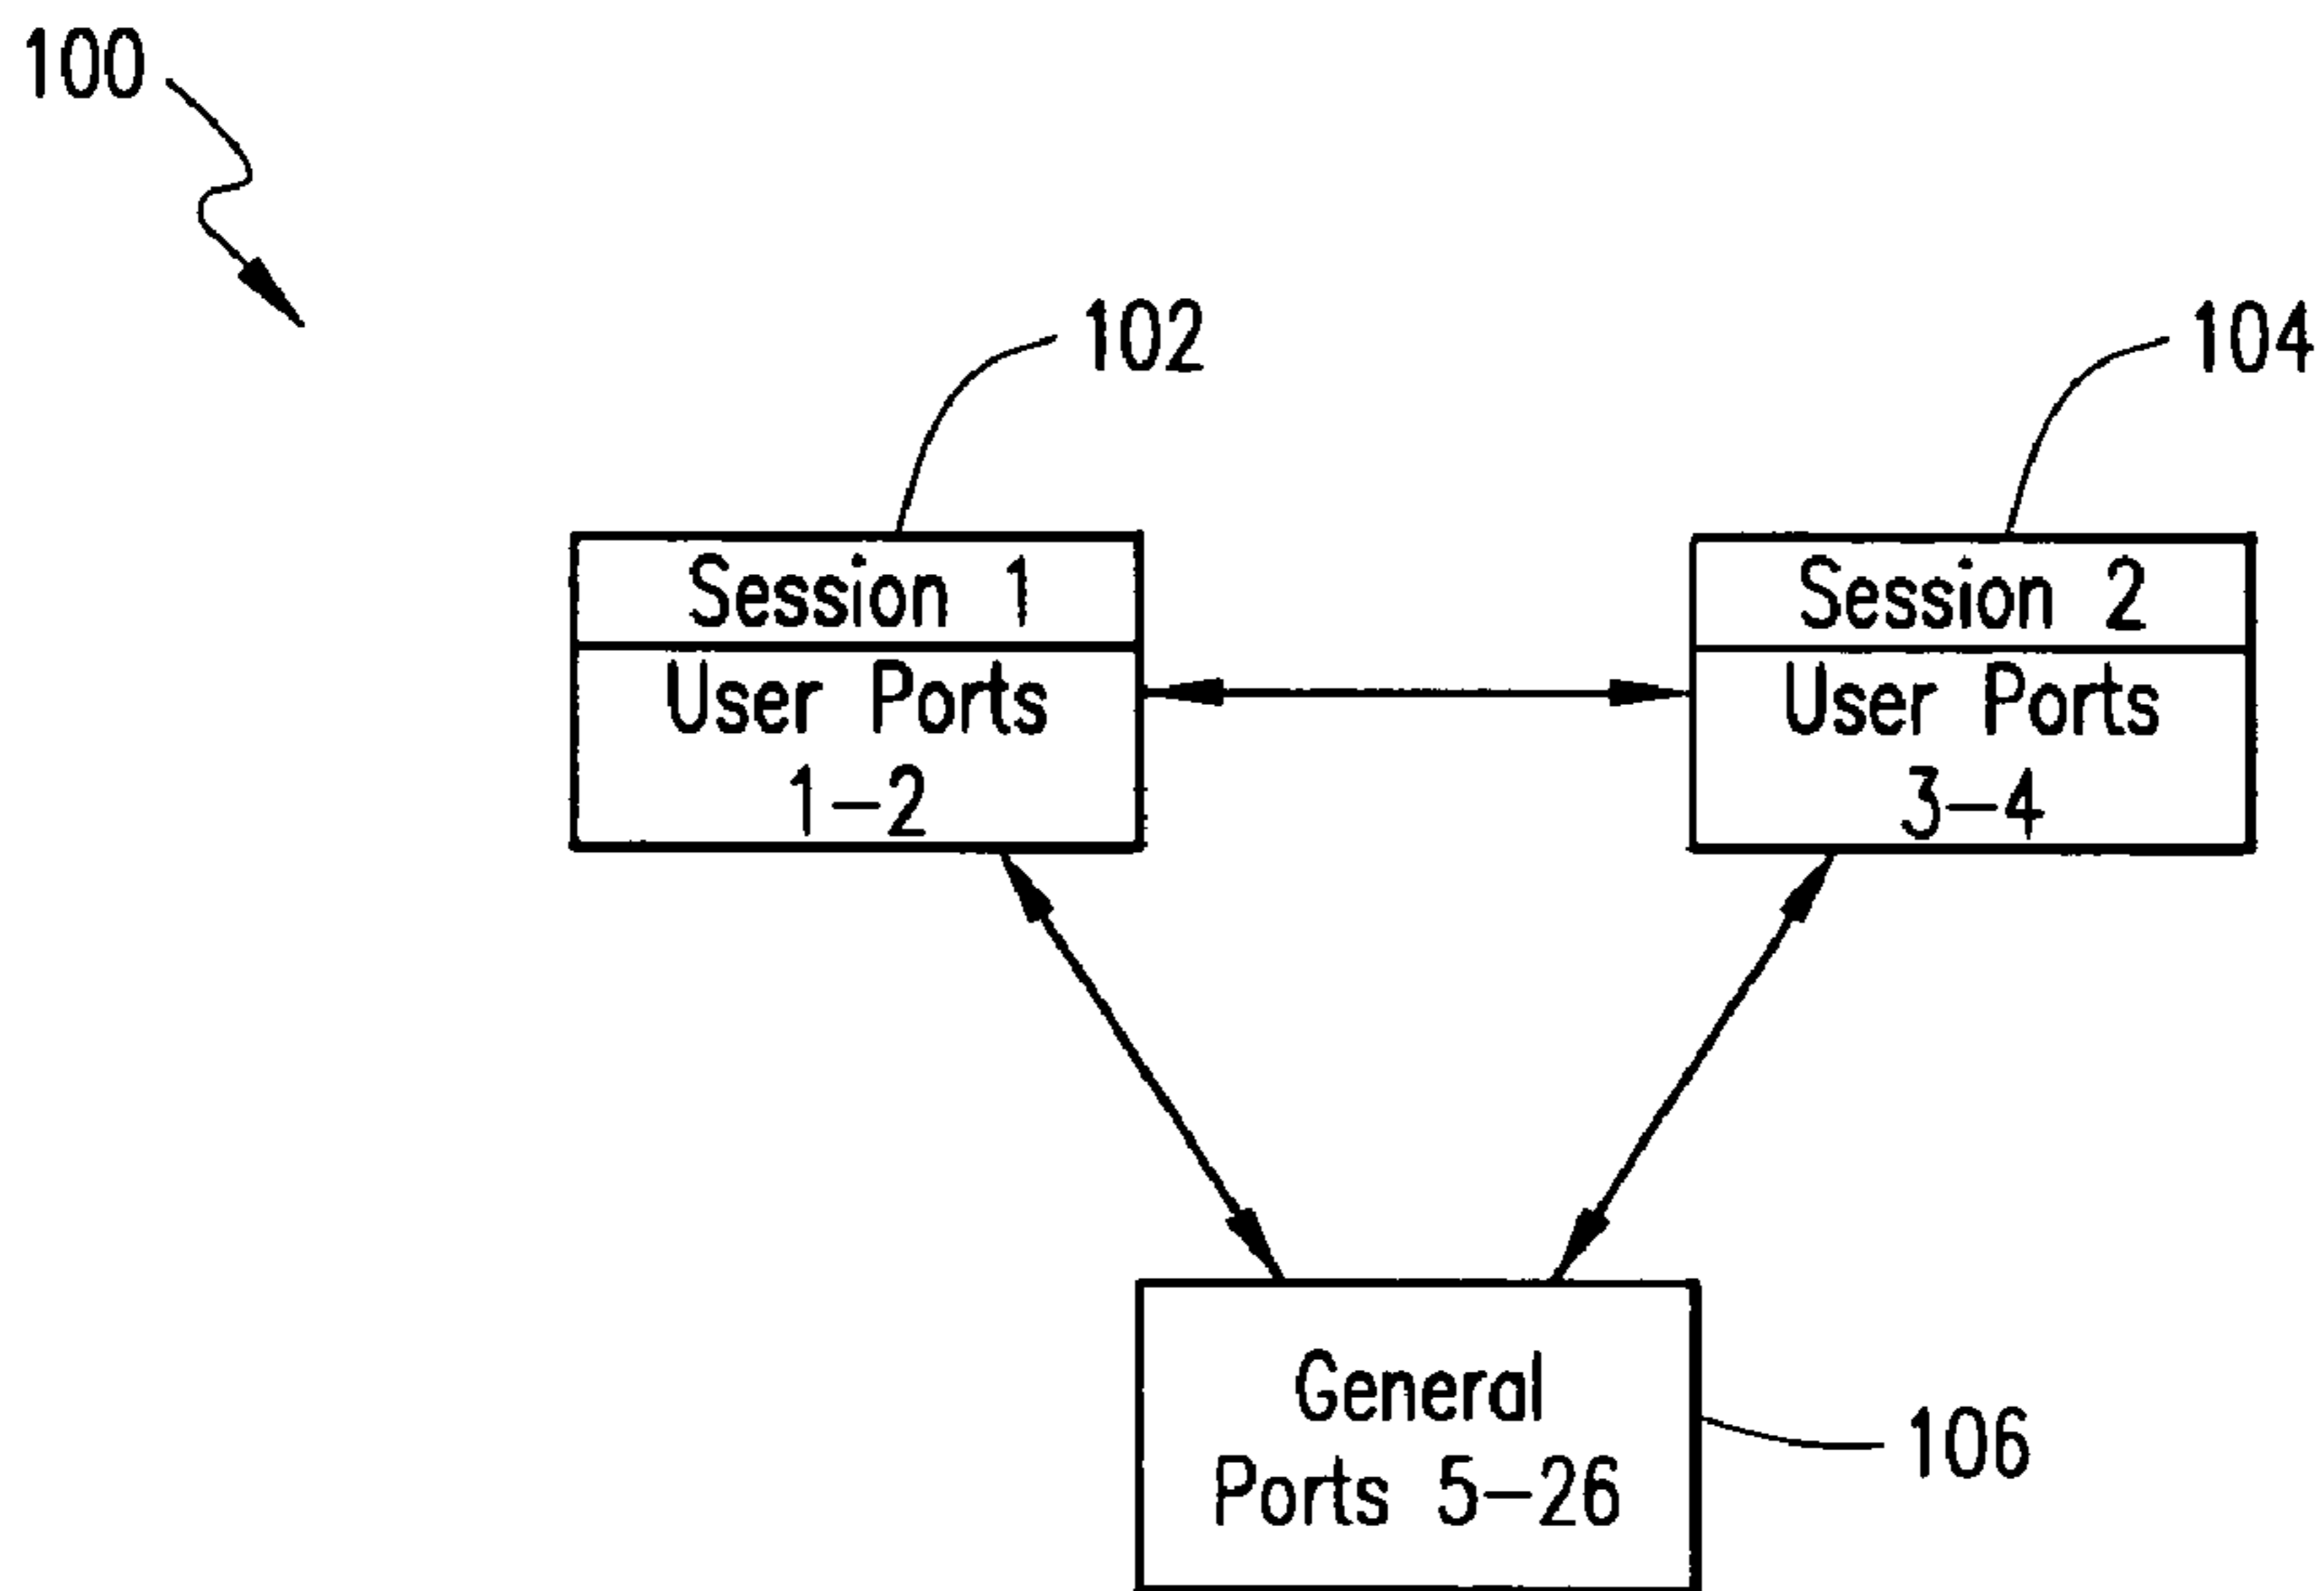 100
102
104
Session 1
User Ports
1-2
Session 2
User Ports
3-4
General
Ports 5-26
106